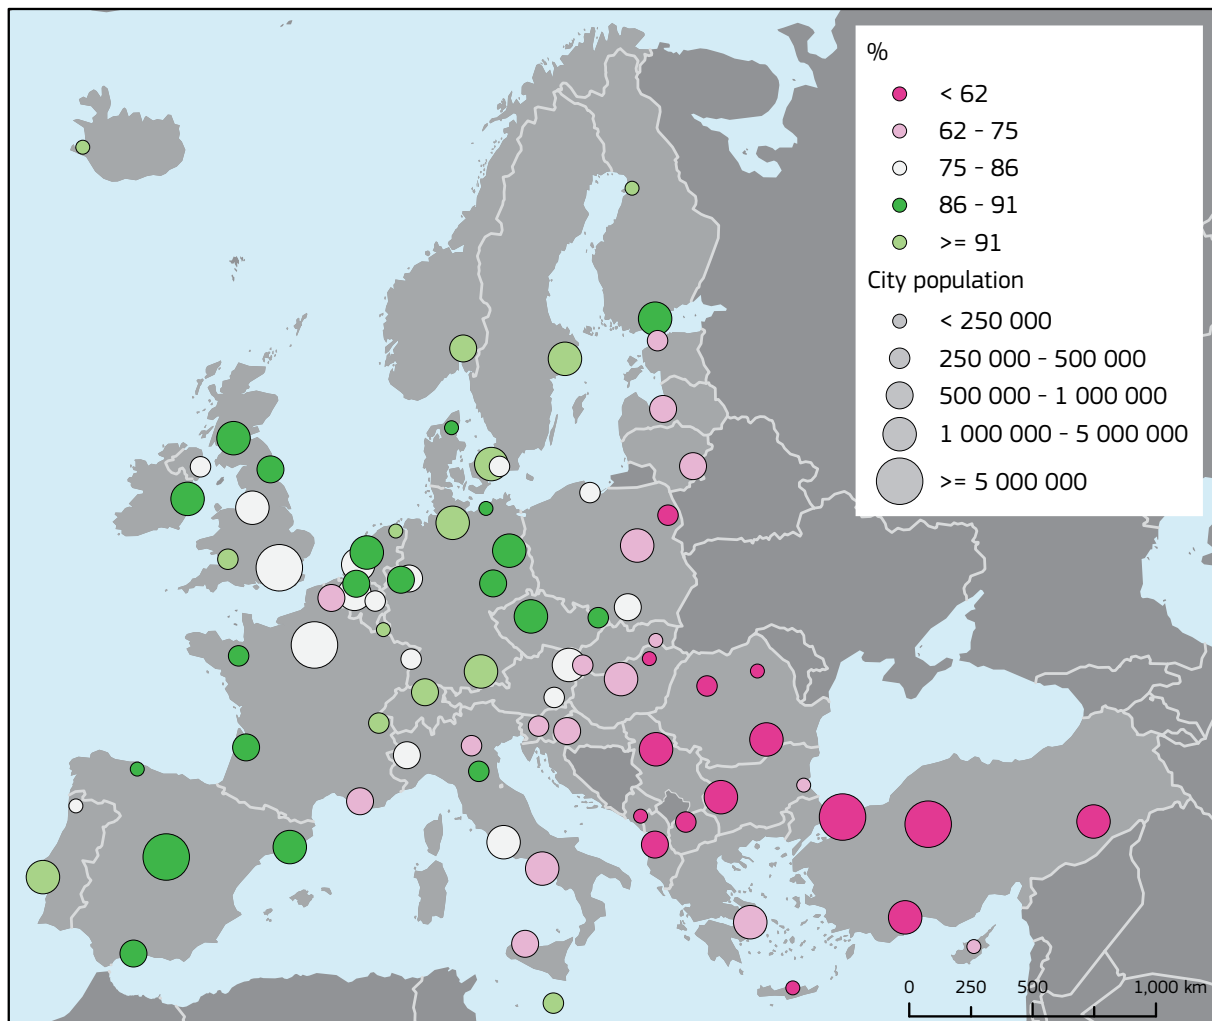 %
< 62
62 - 75
75 - 86
86 - 91
>= 91
City population
< 250 000
250 000 - 500 000
500 000 - 1 000 000
1 000 000 - 5 000 000
>= 5 000 000
0 250 500 1,000 km